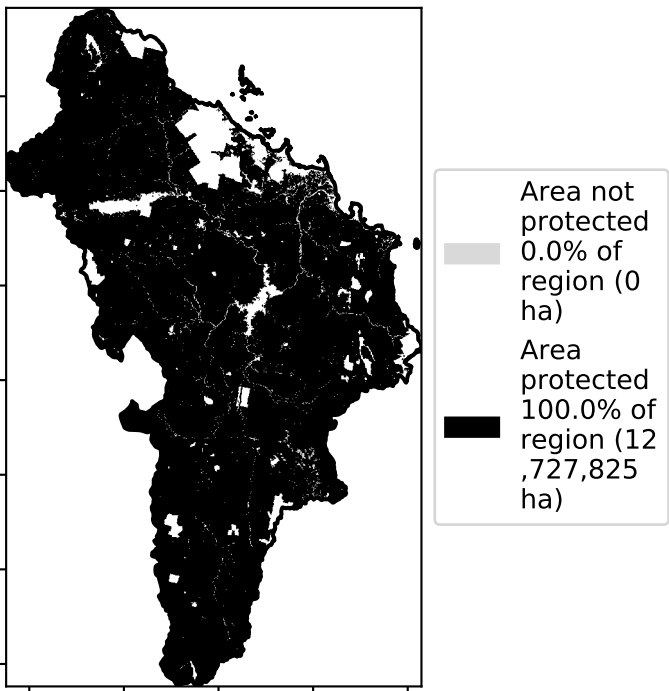 Area not
protected
0.0% of
region (0
ha)
Area
protected
100.0% of
region (12
,727,825
ha)